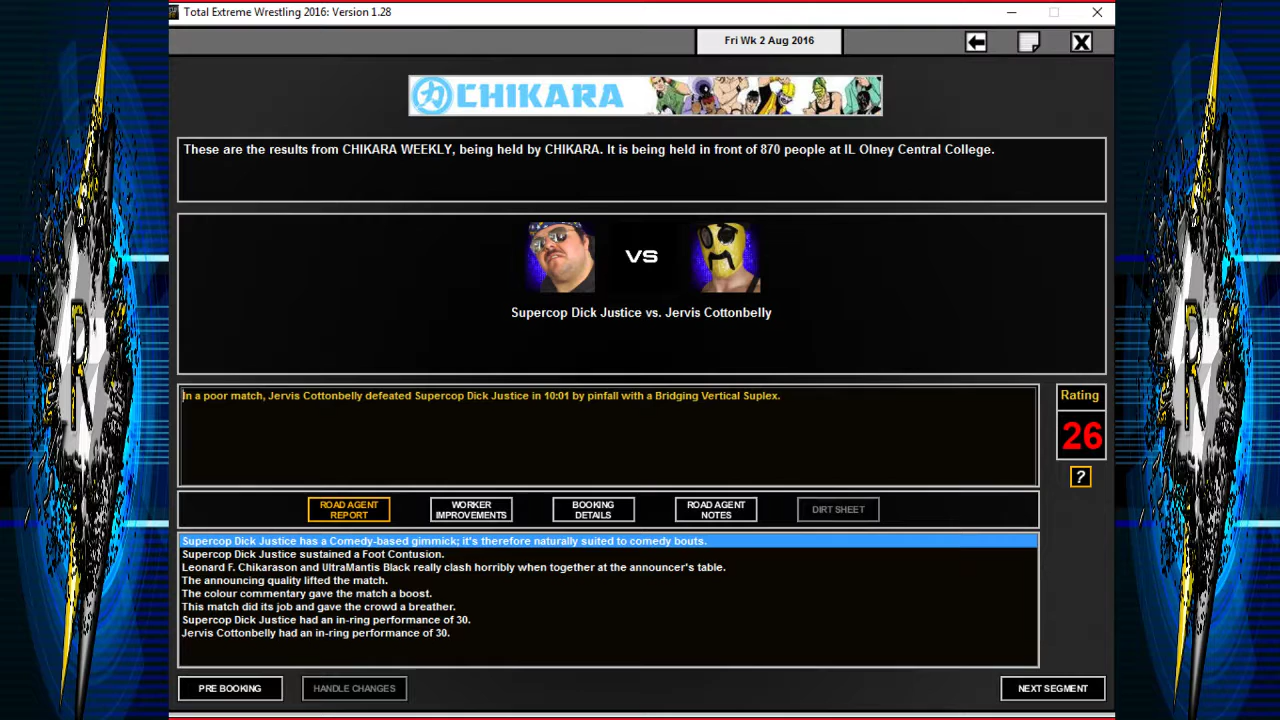 Total Extreme Wrestling 2016: Version 1.28
Fri Wk 2 Aug 2016
力 CHIKARA
These are the results from CHIKARA WEEKLY, being held by CHIKARA. It is being held in front of 870 people at IL Olney Central College.
VS
Supercop Dick Justice vs. Jervis Cottonbelly
In a poor match, Jervis Cottonbelly defeated Supercop Dick Justice in 10:01 by pinfall with a Bridging Vertical Suplex.
Rating
26
?
ROAD AGENT REPORT
WORKER IMPROVEMENTS
BOOKING DETAILS
ROAD AGENT NOTES
DIRT SHEET
Supercop Dick Justice has a Comedy-based gimmick; it's therefore naturally suited to comedy bouts.
Supercop Dick Justice sustained a Foot Contusion.
Leonard F. Chikarason and UltraMantis Black really clash horribly when together at the announcer's table.
The announcing quality lifted the match.
The colour commentary gave the match a boost.
This match did its job and gave the crowd a breather.
Supercop Dick Justice had an in-ring performance of 30.
Jervis Cottonbelly had an in-ring performance of 30.
PRE BOOKING
HANDLE CHANGES
NEXT SEGMENT
R
R